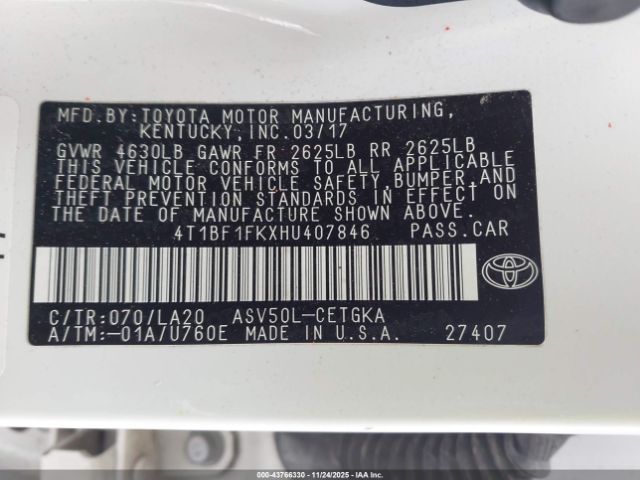 MFD.BY:TOYOTA MOTOR MANUFACTURING,
KENTUCKY,INC.03/17
GVWR 4630LB GAWR FR 2625LB RR 2625LB
THIS VEHICLE CONFORMS TO ALL APPLICABLE
FEDERAL MOTOR VEHICLE SAFETY,BUMPER,AND
THEFT PREVENTION STANDARDS IN EFFECT ON
THE DATE OF MANUFACTURE SHOWN ABOVE.
4T1BF1FKXHU407846 PASS.CAR
C/TR:070/LA20 ASV50L-CETGKA
A/TM:-01A/U760E MADE IN U.S.A. 27407
000-43766330 - 11/24/2025 - IAAI.COM